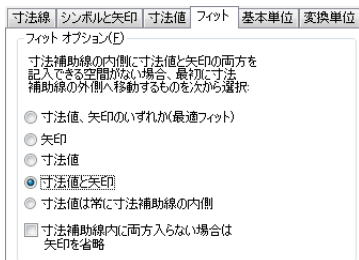 寸法線 シンボルと矢印 寸法値 フィット 基本単位 変換単位
フィット オプション(F)
寸法補助線の内側に寸法値と矢印の両方を
記入できる空間がない場合、最初に寸法
補助線の外側へ移動するものを次から選択:
寸法値、矢印のいずれか(最適フィット)
矢印
寸法値
寸法値と矢印
寸法値は常に寸法補助線の内側
寸法補助線内に両方入らない場合は
矢印を省略